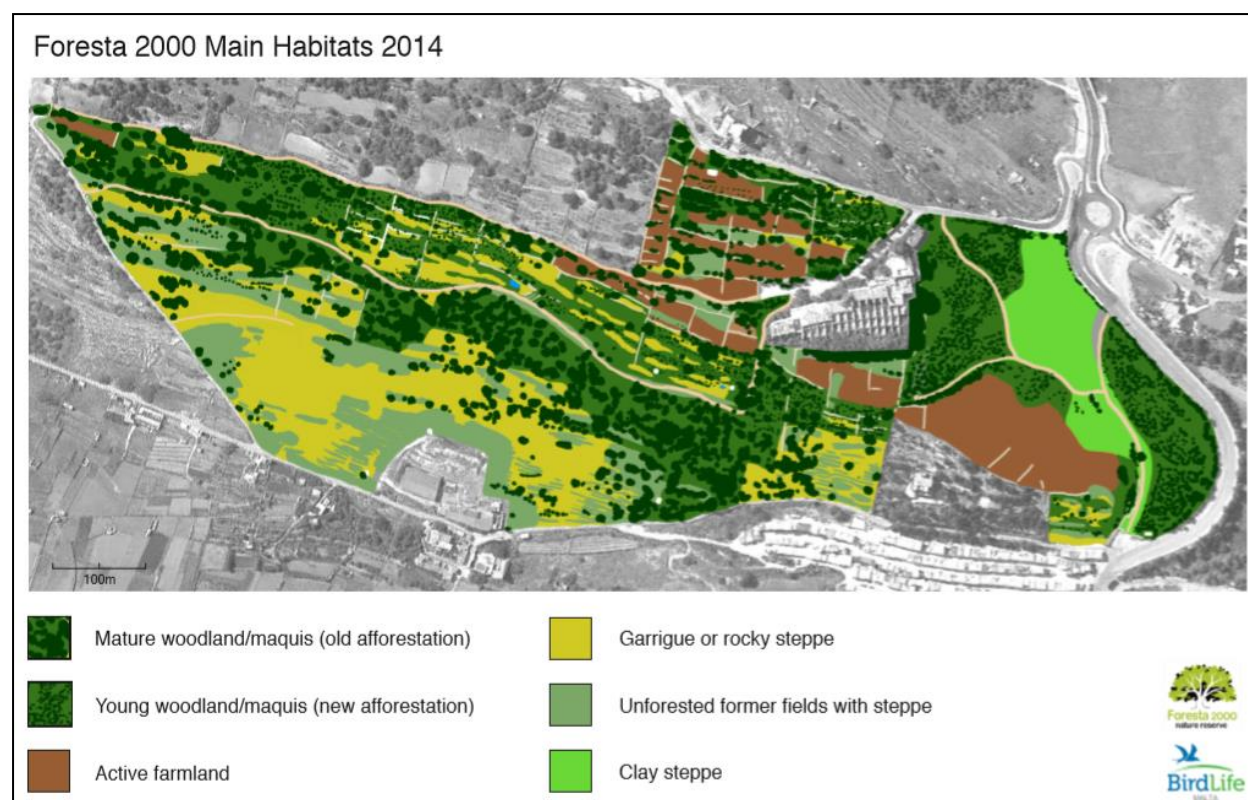 Foresta 2000 Main Habitats 2014
100m
Mature woodland/maquis (old afforestation)
Young woodland/maquis (new afforestation)
Active farmland
Garrigue or rocky steppe
Unforested former fields with steppe
Clay steppe
Foresta 2000
nature reserve
BirdLife
MALTA